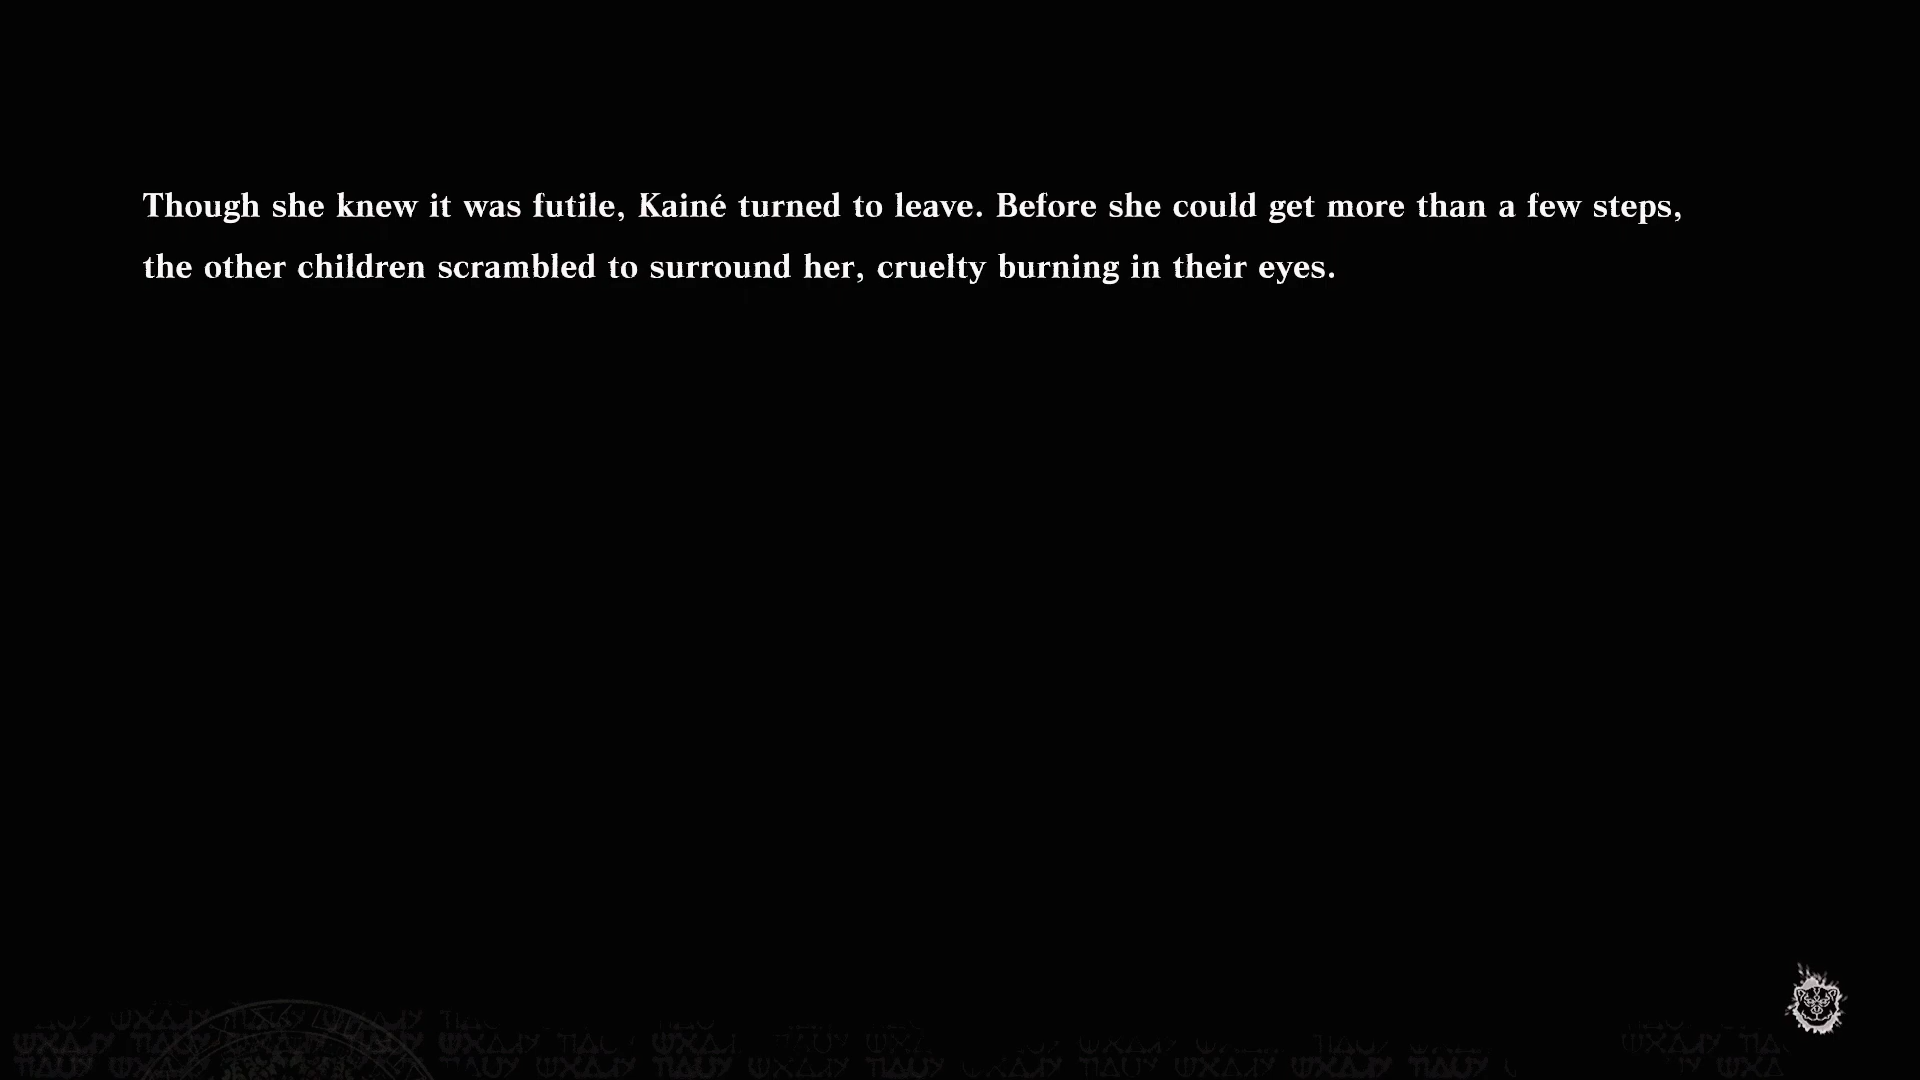 Though she knew it was futile, Kainé turned to leave. Before she could get more than a few steps,
the other children scrambled to surround her, cruelty burning in their eyes.